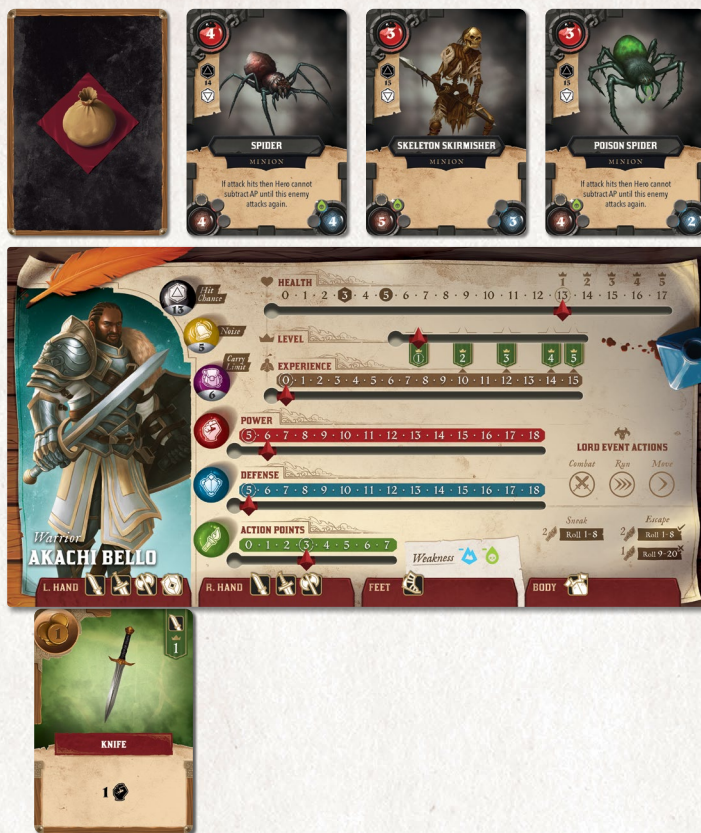 4
14
SPIDER
MINION
If attack hits then Hero cannot
subtract AP until this enemy
attacks again.
4
4
3
15
SKELETON SKIRMISHER
MINION
5
3
3
15
POISON SPIDER
MINION
If attack hits then Hero cannot
subtract AP until this enemy
attacks again.
4
2
Hit
Chance
13
Noise
5
Carry
Limit
6
HEALTH
1 2 3 4 5
0 · 1 · 2 · 3 · 4 · 5 · 6 · 7 · 8 · 9 · 10 · 11 · 12 · 13 · 14 · 15 · 16 · 17
LEVEL
1 2 3 4 5
EXPERIENCE
0 · 1 · 2 · 3 · 4 · 5 · 6 · 7 · 8 · 9 · 10 · 11 · 12 · 13 · 14 · 15
POWER
5 · 6 · 7 · 8 · 9 · 10 · 11 · 12 · 13 · 14 · 15 · 16 · 17 · 18
DEFENSE
5 · 6 · 7 · 8 · 9 · 10 · 11 · 12 · 13 · 14 · 15 · 16 · 17 · 18
ACTION POINTS
0 · 1 · 2 · 3 · 4 · 5 · 6 · 7
Weakness
LORD EVENT ACTIONS
Combat Run Move
Sneak
2 Roll 1-8
Escape
2 Roll 1-8
1 Roll 9-20
Warrior
AKACHI BELLO
L. HAND
R. HAND
FEET
BODY
1
1
KNIFE
1